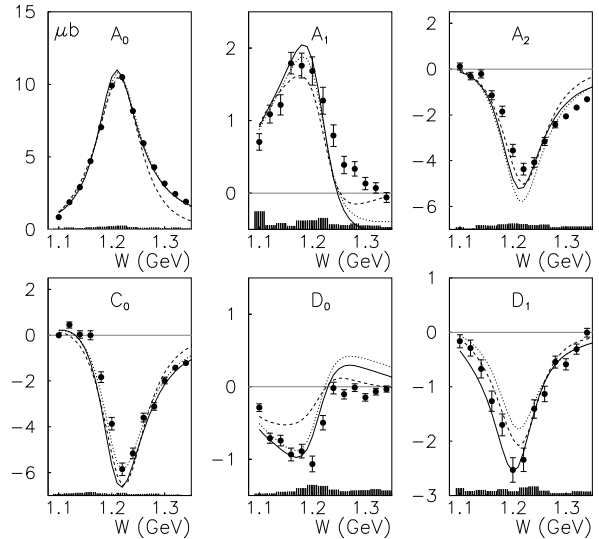 μb A₀ A₁ A₂
15 10 5 0
2 1 0
0 −2 −4 −6
1.1 1.2 1.3 1.1 1.2 1.3 1.1 1.2 1.3
W (GeV) W (GeV) W (GeV)
C₀ D₀ D₁
2 0 −2 −4 −6
1 0 −1
1 0 −1 −2 −3
1.1 1.2 1.3 1.1 1.2 1.3 1.1 1.2 1.3
W (GeV) W (GeV) W (GeV)